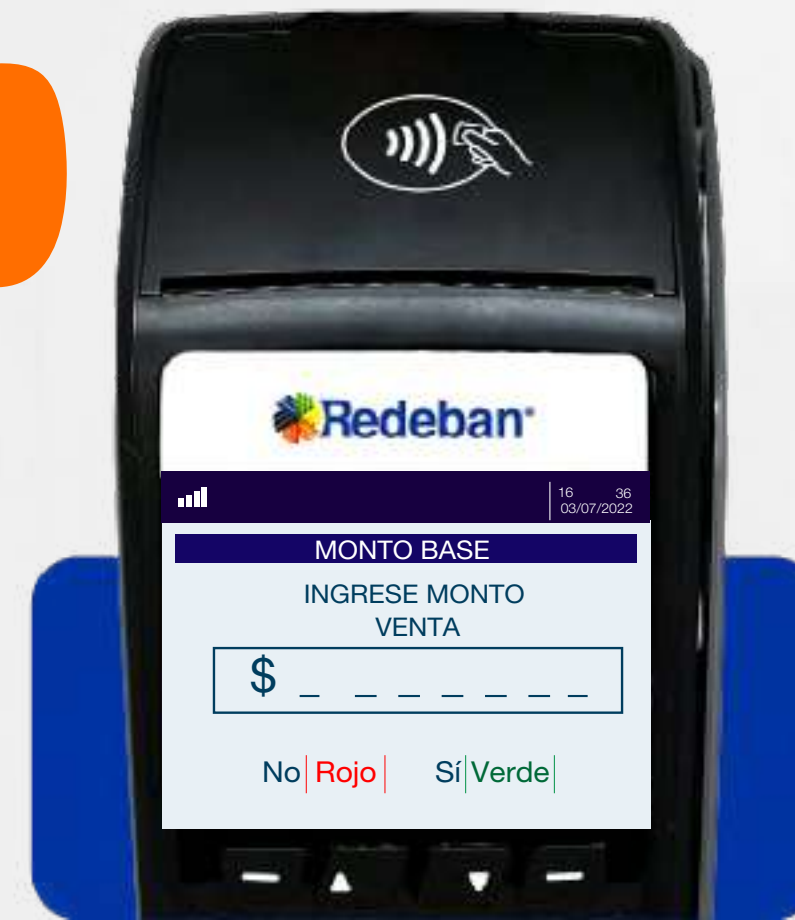 Redeban
16 36
03/07/2022
MONTO BASE
INGRESE MONTO
VENTA
$ _ _ _ _ _ _ _
No Rojo Sí Verde